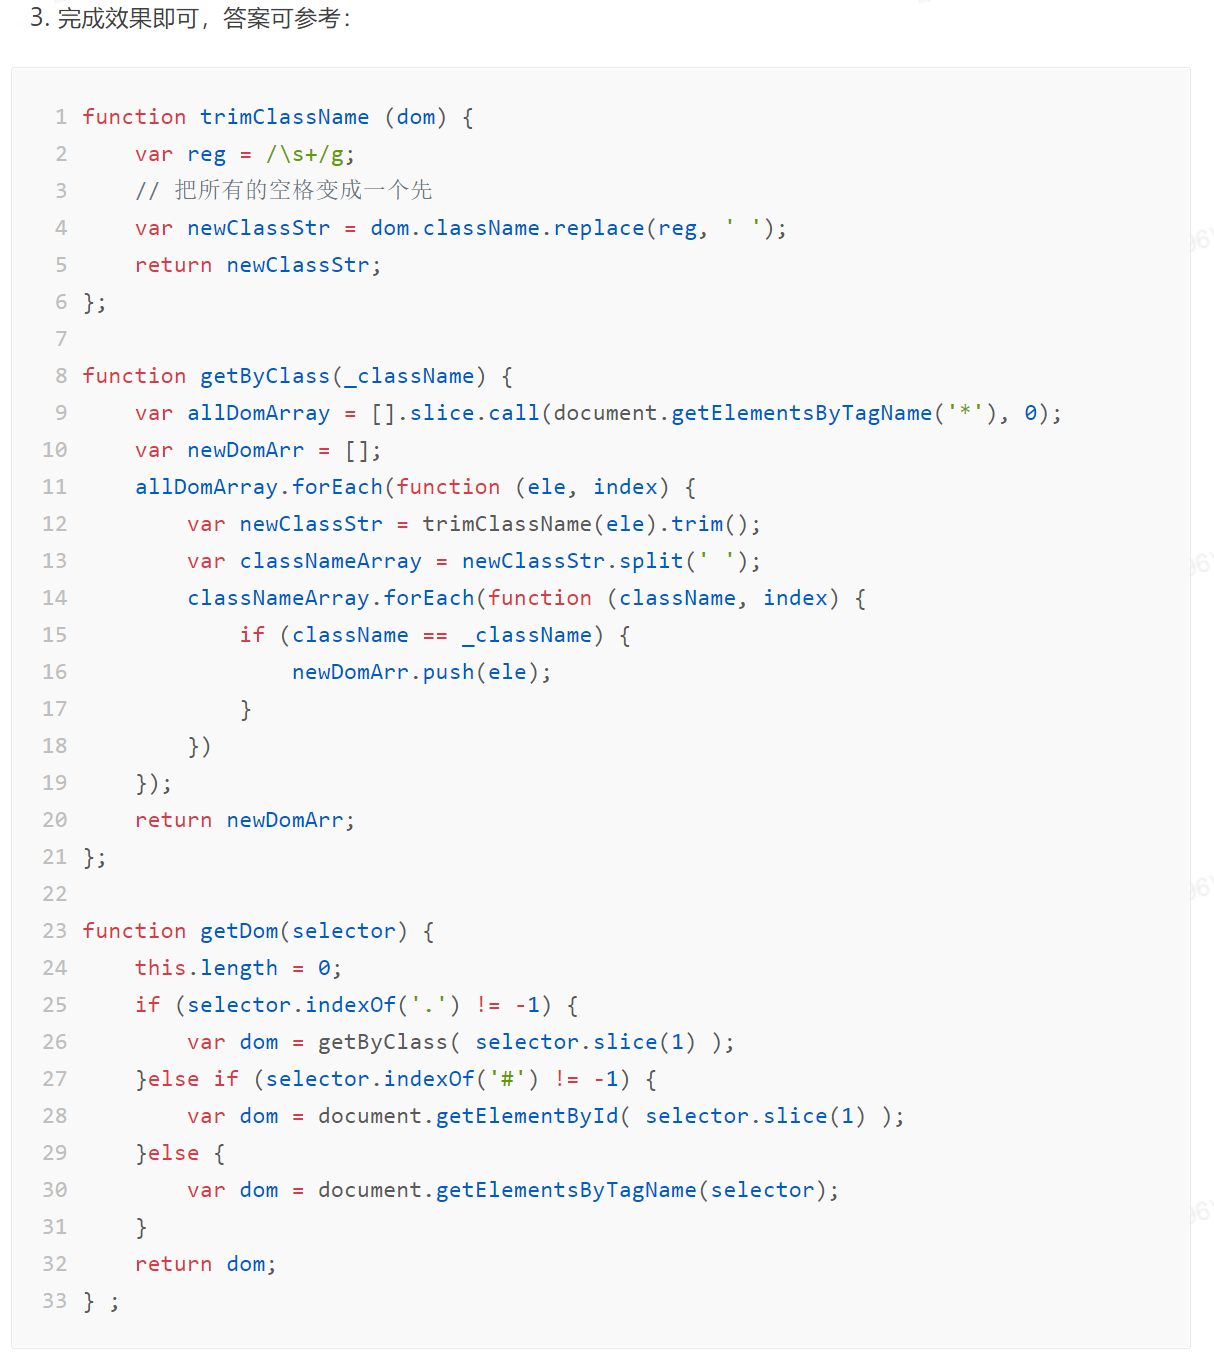 3. 完成效果即可，答案可参考：
1 function trimClassName (dom) {
2     var reg = /\s+/g;
3     // 把所有的空格变成一个先
4     var newClassStr = dom.className.replace(reg, ' ');
5     return newClassStr;
6 };
7
8 function getByClass(_className) {
9     var allDomArray = [].slice.call(document.getElementsByTagName('*'), 0);
10     var newDomArr = [];
11     allDomArray.forEach(function (ele, index) {
12         var newClassStr = trimClassName(ele).trim();
13         var classNameArray = newClassStr.split(' ');
14         classNameArray.forEach(function (className, index) {
15             if (className == _className) {
16                 newDomArr.push(ele);
17             }
18         })
19     });
20     return newDomArr;
21 };
22
23 function getDom(selector) {
24     this.length = 0;
25     if (selector.indexOf('.') != -1) {
26         var dom = getByClass( selector.slice(1) );
27     }else if (selector.indexOf('#') != -1) {
28         var dom = document.getElementById( selector.slice(1) );
29     }else {
30         var dom = document.getElementsByTagName(selector);
31     }
32     return dom;
33 } ;